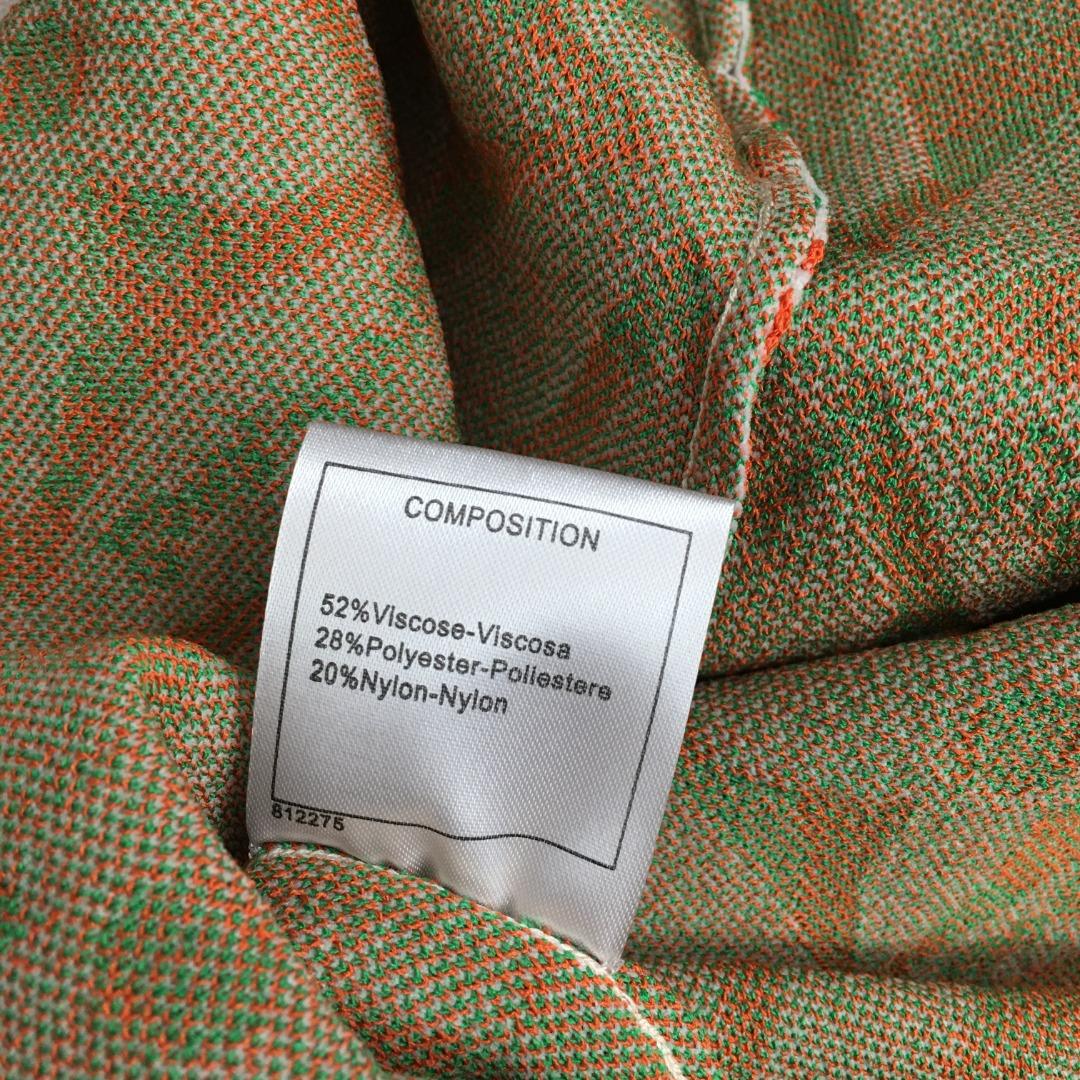 COMPOSITION
52%Viscose-Viscosa
28%Polyester-Poliestere
20%Nylon-Nylon
812275